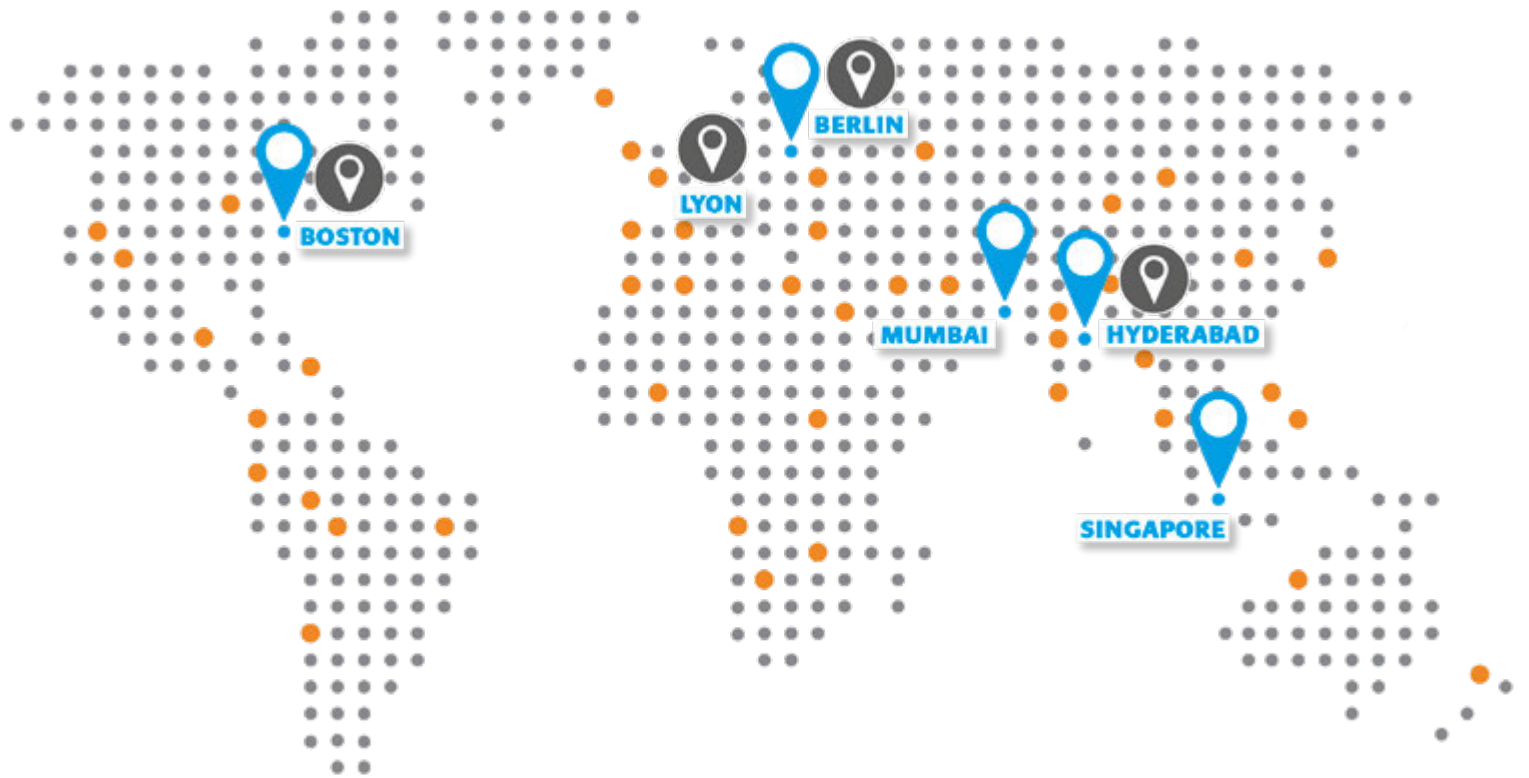 BERLIN
LYON
BOSTON
MUMBAI
HYDERABAD
SINGAPORE